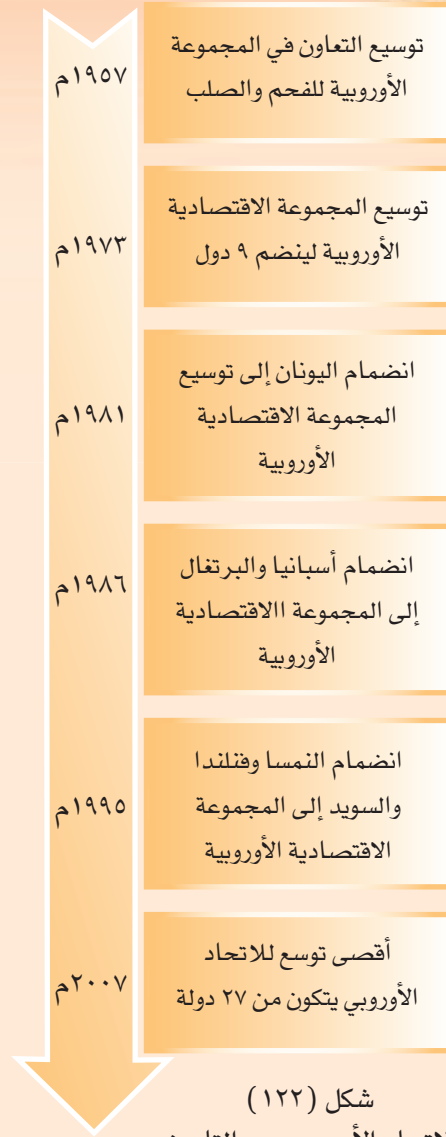 توسيع التعاون في المجموعة
الأوروبية للفحم والصلب
١٩٥٧م
توسيع المجموعة الاقتصادية
الأوروبية لينضم ٩ دول
١٩٧٣م
انضمام اليونان إلى توسيع
المجموعة الاقتصادية
الأوروبية
١٩٨١م
انضمام أسبانيا والبرتغال
إلى المجموعة االاقتصادية
الأوروبية
١٩٨٦م
انضمام النمسا وفنلندا
والسويد إلى المجموعة
الاقتصادية الأوروبية
١٩٩٥م
أقصى توسع للاتحاد
الأوروبي يتكون من ٢٧ دولة
٢٠٠٧م
شكل (١٢٢)